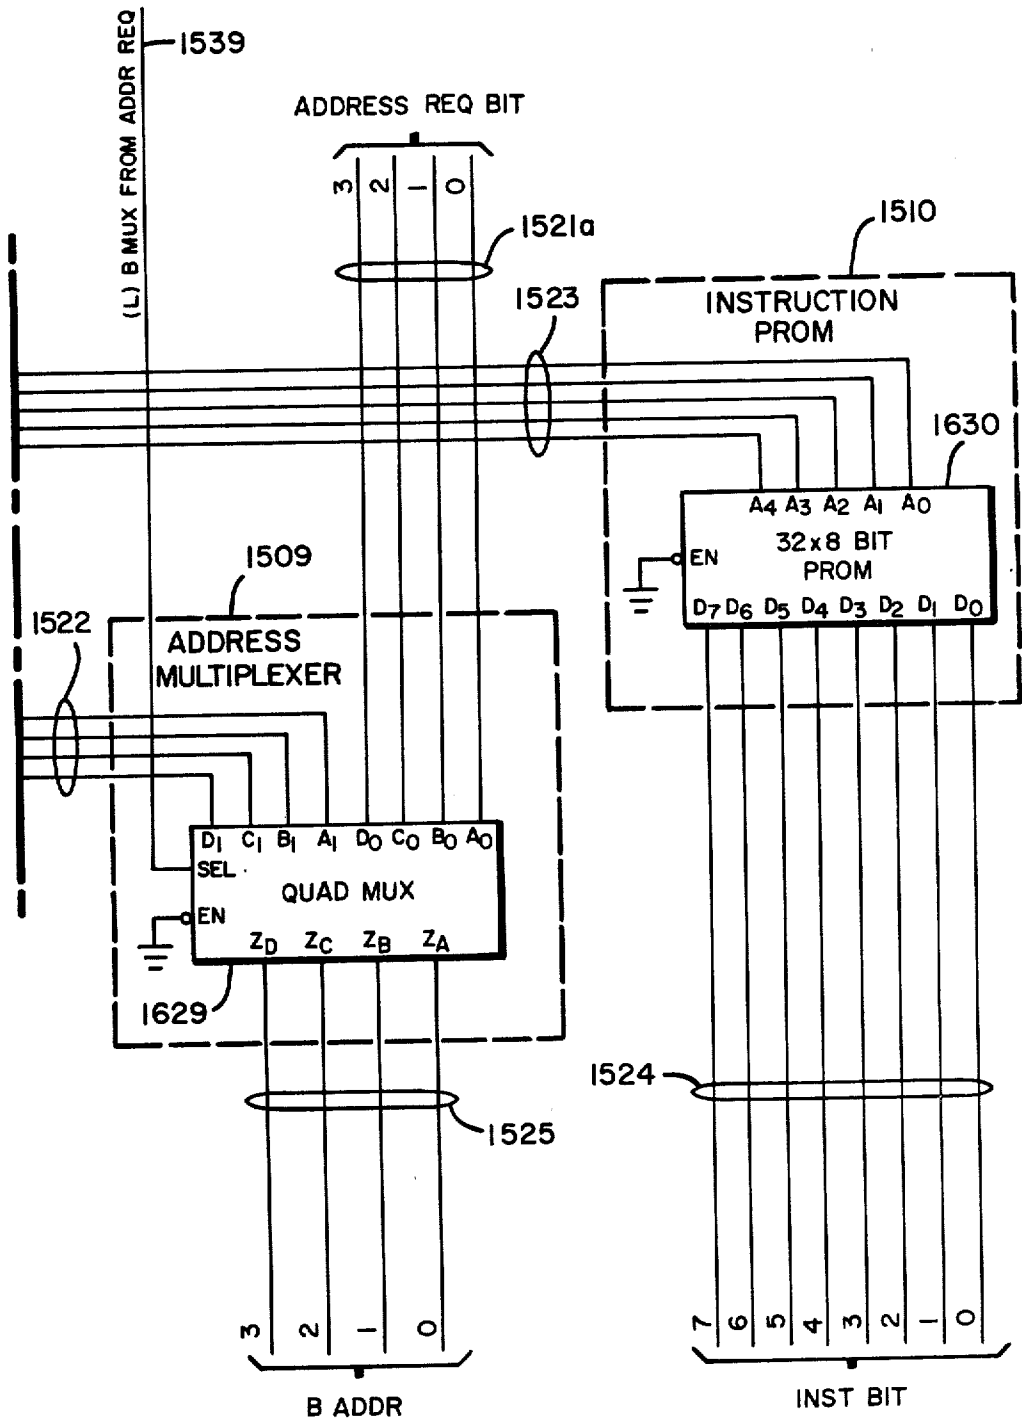 (L) B MUX FROM ADDR REQ
1539
ADDRESS REQ BIT
3 2 1 0
1521a
1510
1523
INSTRUCTION
PROM
1630
A4 A3 A2 A1 A0
EN
32x8 BIT
PROM
D7 D6 D5 D4 D3 D2 D1 D0
1509
1522
ADDRESS
MULTIPLEXER
D1 C1 B1 A1 D0 C0 B0 A0
SEL
QUAD MUX
EN
ZD ZC ZB ZA
1629
1524
1525
3 2 1 0
7 6 5 4 3 2 1 0
B ADDR
INST BIT